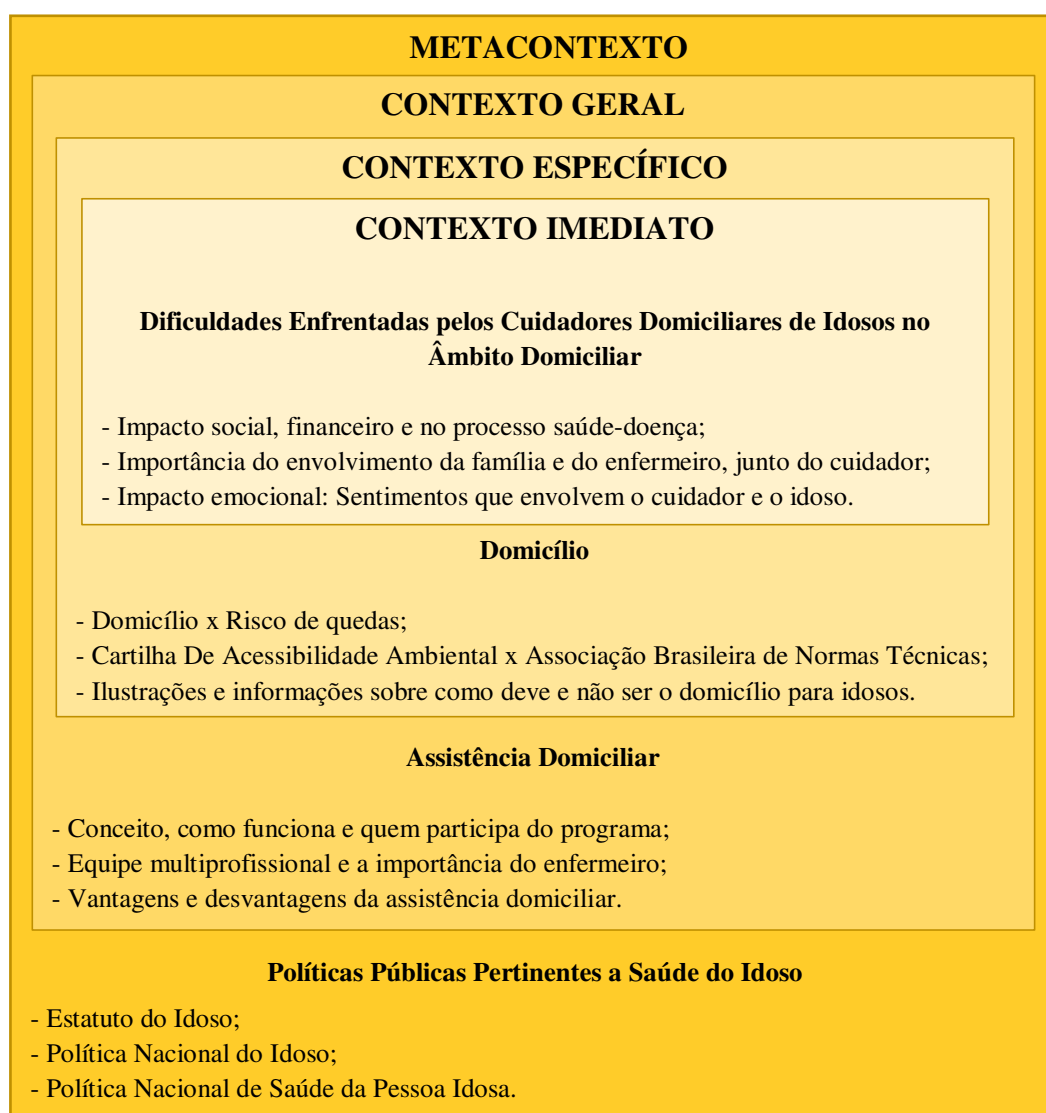 METACONTEXTO
CONTEXTO GERAL
CONTEXTO ESPECÍFICO
CONTEXTO IMEDIATO
Dificuldades Enfrentadas pelos Cuidadores Domiciliares de Idosos no
Âmbito Domiciliar
- Impacto social, financeiro e no processo saúde-doença;
- Importância do envolvimento da família e do enfermeiro, junto do cuidador;
- Impacto emocional: Sentimentos que envolvem o cuidador e o idoso.
Domicílio
- Domicílio x Risco de quedas;
- Cartilha De Acessibilidade Ambiental x Associação Brasileira de Normas Técnicas;
- Ilustrações e informações sobre como deve e não ser o domicílio para idosos.
Assistência Domiciliar
- Conceito, como funciona e quem participa do programa;
- Equipe multiprofissional e a importância do enfermeiro;
- Vantagens e desvantagens da assistência domiciliar.
Políticas Públicas Pertinentes a Saúde do Idoso
- Estatuto do Idoso;
- Política Nacional do Idoso;
- Política Nacional de Saúde da Pessoa Idosa.